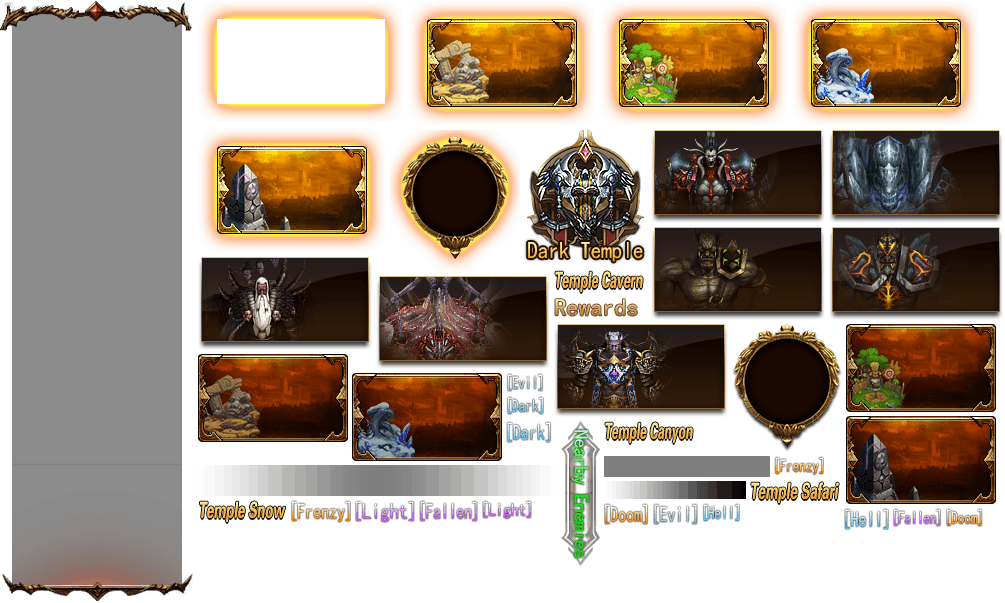 Dark Temple
Temple Cavern
Rewards
[Evil]
[Dark]
[Dark]
Temple Canyon
Nearby Enemies
[Frenzy]
Temple Safari
Temple Snow
[Frenzy]
[Light]
[Fallen]
[Light]
[Doom]
[Evil]
[Hell]
[Hell]
[Fallen]
[Doom]